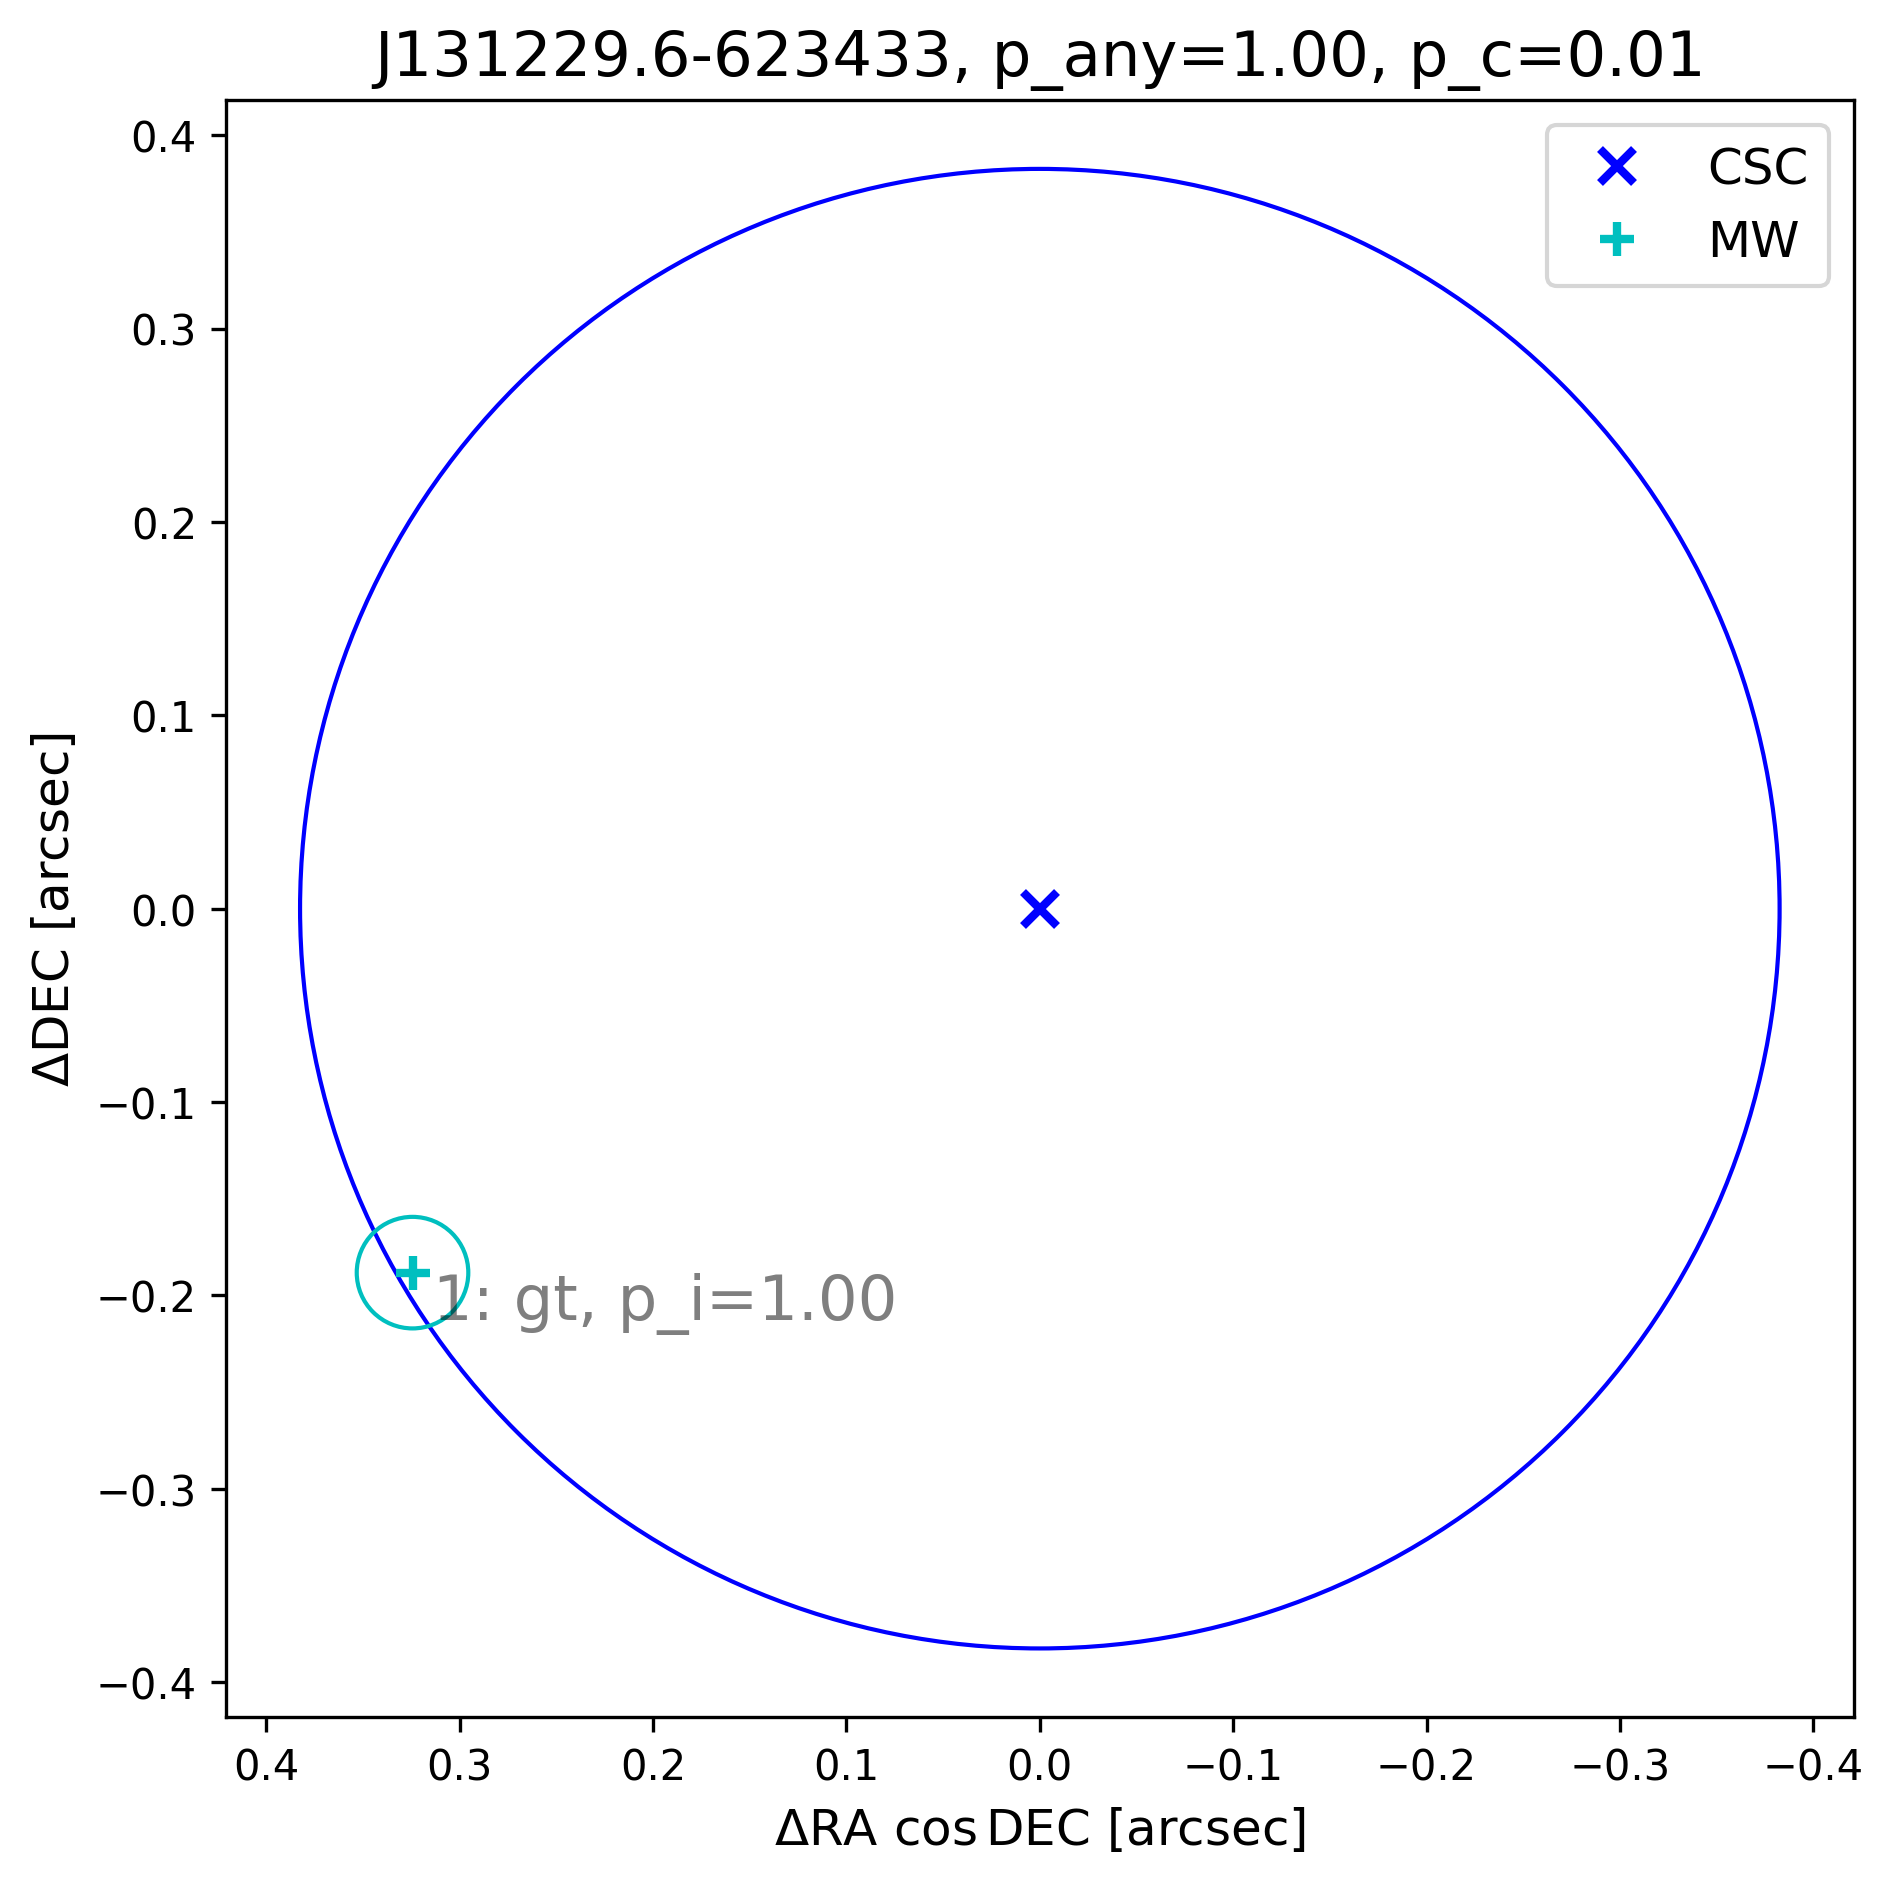 J131229.6-623433, p_any=1.00, p_c=0.01
CSC
MW
0.4
0.3
0.2
0.1
0.0
−0.1
−0.2
−0.3
−0.4
ΔDEC [arcsec]
1: gt, p_i=1.00
0.4 0.3 0.2 0.1 0.0 −0.1 −0.2 −0.3 −0.4
ΔRA cos DEC [arcsec]